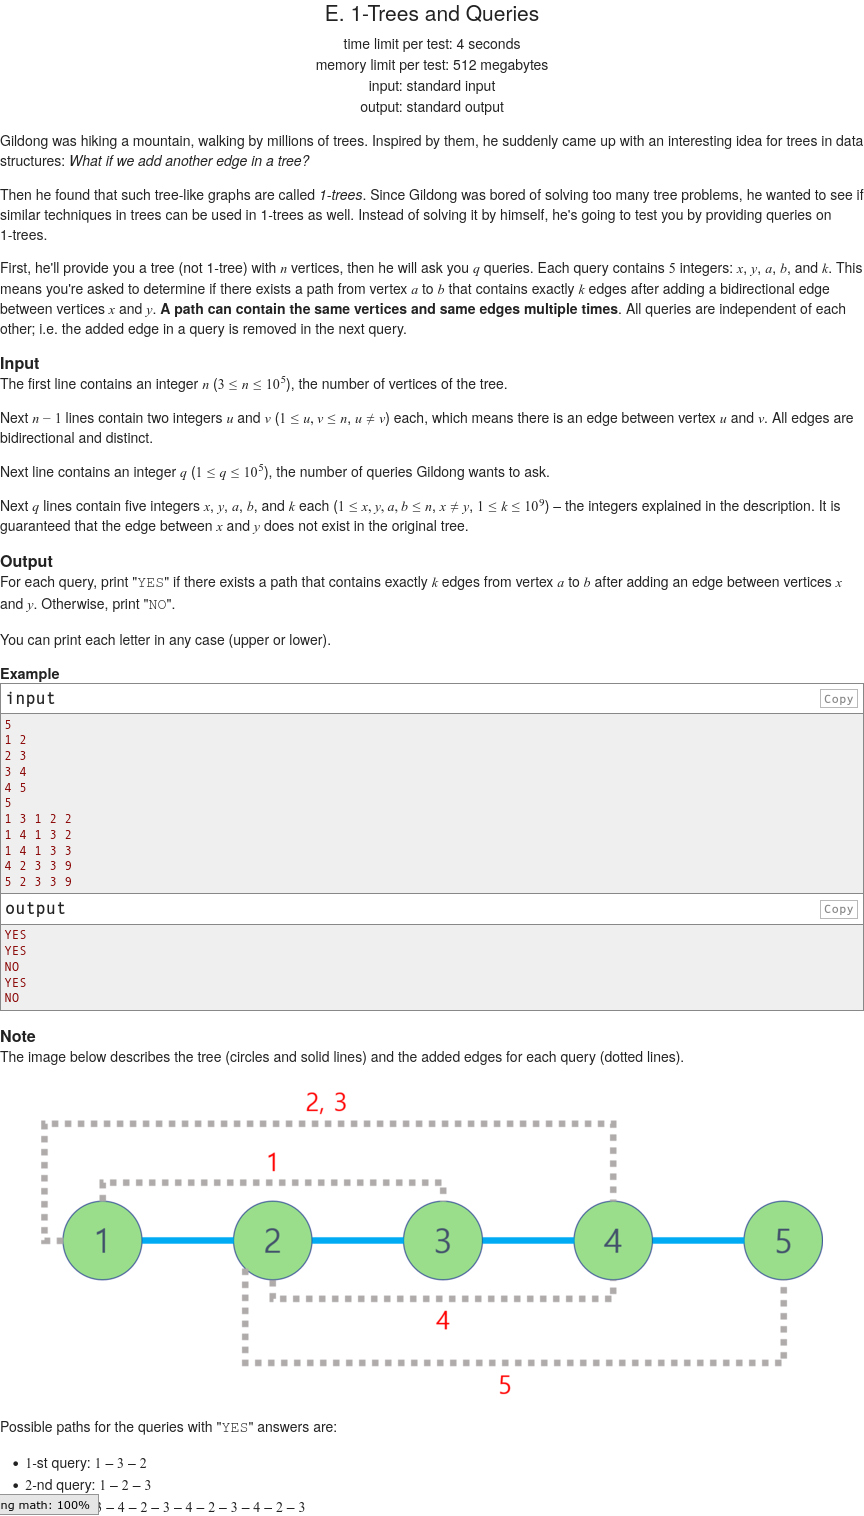 E. 1-Trees and Queries
time limit per test: 4 seconds
memory limit per test: 512 megabytes
input: standard input
output: standard output
Gildong was hiking a mountain, walking by millions of trees. Inspired by them, he suddenly came up with an interesting idea for trees in data
structures: What if we add another edge in a tree?
Then he found that such tree-like graphs are called 1-trees. Since Gildong was bored of solving too many tree problems, he wanted to see if
similar techniques in trees can be used in 1-trees as well. Instead of solving it by himself, he's going to test you by providing queries on
1-trees.
First, he'll provide you a tree (not 1-tree) with n vertices, then he will ask you q queries. Each query contains 5 integers: x, y, a, b, and k. This
means you're asked to determine if there exists a path from vertex a to b that contains exactly k edges after adding a bidirectional edge
between vertices x and y. A path can contain the same vertices and same edges multiple times. All queries are independent of each
other; i.e. the added edge in a query is removed in the next query.
Input
The first line contains an integer n (3 ≤ n ≤ 10^5), the number of vertices of the tree.
Next n − 1 lines contain two integers u and v (1 ≤ u, v ≤ n, u ≠ v) each, which means there is an edge between vertex u and v. All edges are
bidirectional and distinct.
Next line contains an integer q (1 ≤ q ≤ 10^5), the number of queries Gildong wants to ask.
Next q lines contain five integers x, y, a, b, and k each (1 ≤ x, y, a, b ≤ n, x ≠ y, 1 ≤ k ≤ 10^9) – the integers explained in the description. It is
guaranteed that the edge between x and y does not exist in the original tree.
Output
For each query, print "YES" if there exists a path that contains exactly k edges from vertex a to b after adding an edge between vertices x
and y. Otherwise, print "NO".
You can print each letter in any case (upper or lower).
Example
input Copy
5
1 2
2 3
3 4
4 5
5
1 3 1 2 2
1 4 1 3 2
1 4 1 3 3
4 2 3 3 9
5 2 3 3 9
output Copy
YES
YES
NO
YES
NO
Note
The image below describes the tree (circles and solid lines) and the added edges for each query (dotted lines).
2, 3
1
1 2 3 4 5
4
5
Possible paths for the queries with "YES" answers are:
• 1-st query: 1 – 3 – 2
• 2-nd query: 1 – 2 – 3
ng math: 100% 3 – 4 – 2 – 3 – 4 – 2 – 3 – 4 – 2 – 3